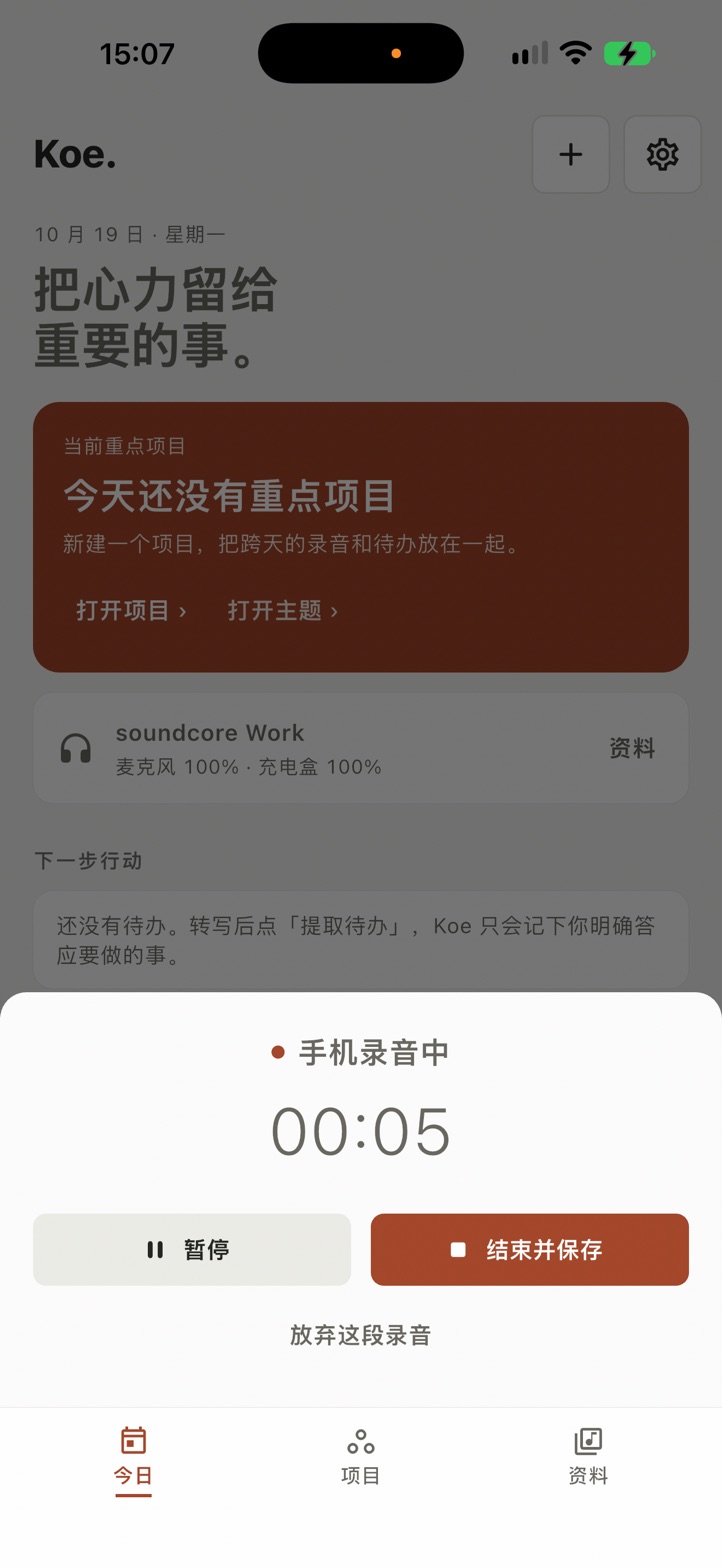 15:07
Koe.
10 月 19 日 · 星期一
把心力留给
重要的事。
当前重点项目
今天还没有重点项目
新建一个项目，把跨天的录音和待办放在一起。
打开项目 › 打开主题 ›
soundcore Work
麦克风 100% · 充电盒 100%
资料
下一步行动
还没有待办。转写后点「提取待办」，Koe 只会记下你明确答
应要做的事。
手机录音中
00:05
暂停 结束并保存
放弃这段录音
今日 项目 资料